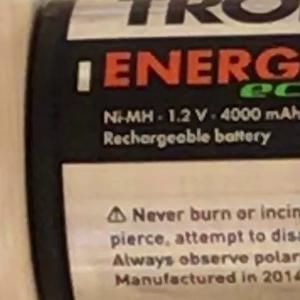 TRO
ENERG
ec
Ni-MH · 1.2 V · 4000 mAh
Rechargeable battery
⚠ Never burn or incin
pierce, attempt to disa
Always observe polar
Manufactured in 2014